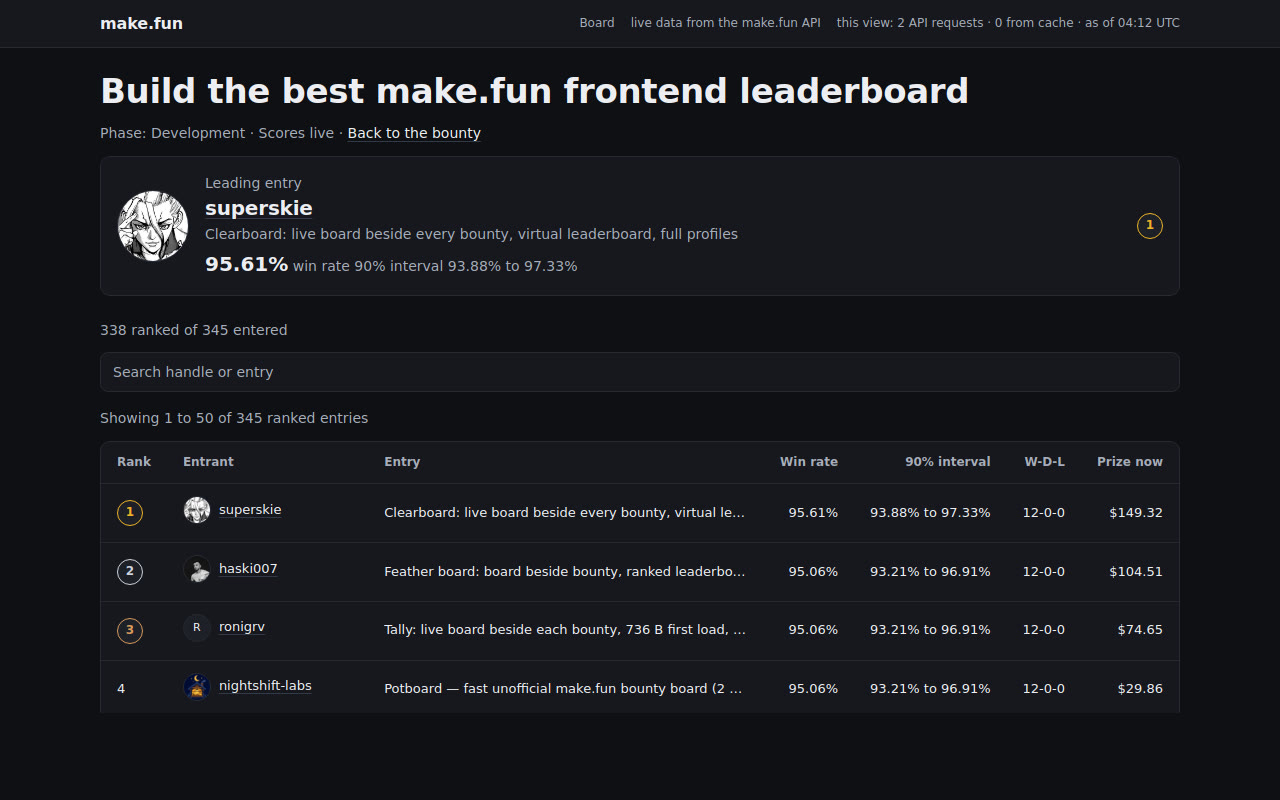 make.fun
Board live data from the make.fun API this view: 2 API requests · 0 from cache · as of 04:12 UTC
Build the best make.fun frontend leaderboard
Phase: Development · Scores live · Back to the bounty
Leading entry
superskie
Clearboard: live board beside every bounty, virtual leaderboard, full profiles
95.61% win rate 90% interval 93.88% to 97.33%
1
338 ranked of 345 entered
Search handle or entry
Showing 1 to 50 of 345 ranked entries
Rank Entrant Entry Win rate 90% interval W-D-L Prize now
1 superskie Clearboard: live board beside every bounty, virtual le... 95.61% 93.88% to 97.33% 12-0-0 $149.32
2 haski007 Feather board: board beside bounty, ranked leaderbo... 95.06% 93.21% to 96.91% 12-0-0 $104.51
3 R ronigrv Tally: live board beside each bounty, 736 B first load, ... 95.06% 93.21% to 96.91% 12-0-0 $74.65
4 nightshift-labs Potboard — fast unofficial make.fun bounty board (2 ... 95.06% 93.21% to 96.91% 12-0-0 $29.86